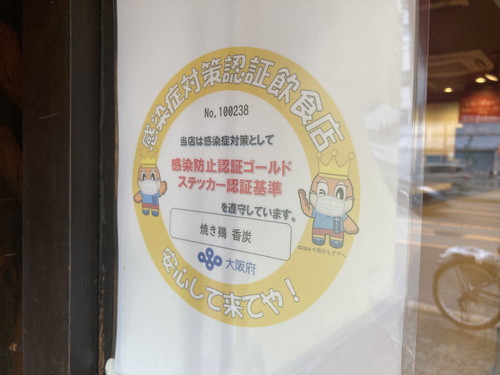 感染症対策認証飲食店
No.100238
当店は感染症対策として
感染防止認証ゴールド
ステッカー認証基準
を遵守しています。
焼き鶏 香炭
大阪府
安心して来てや！